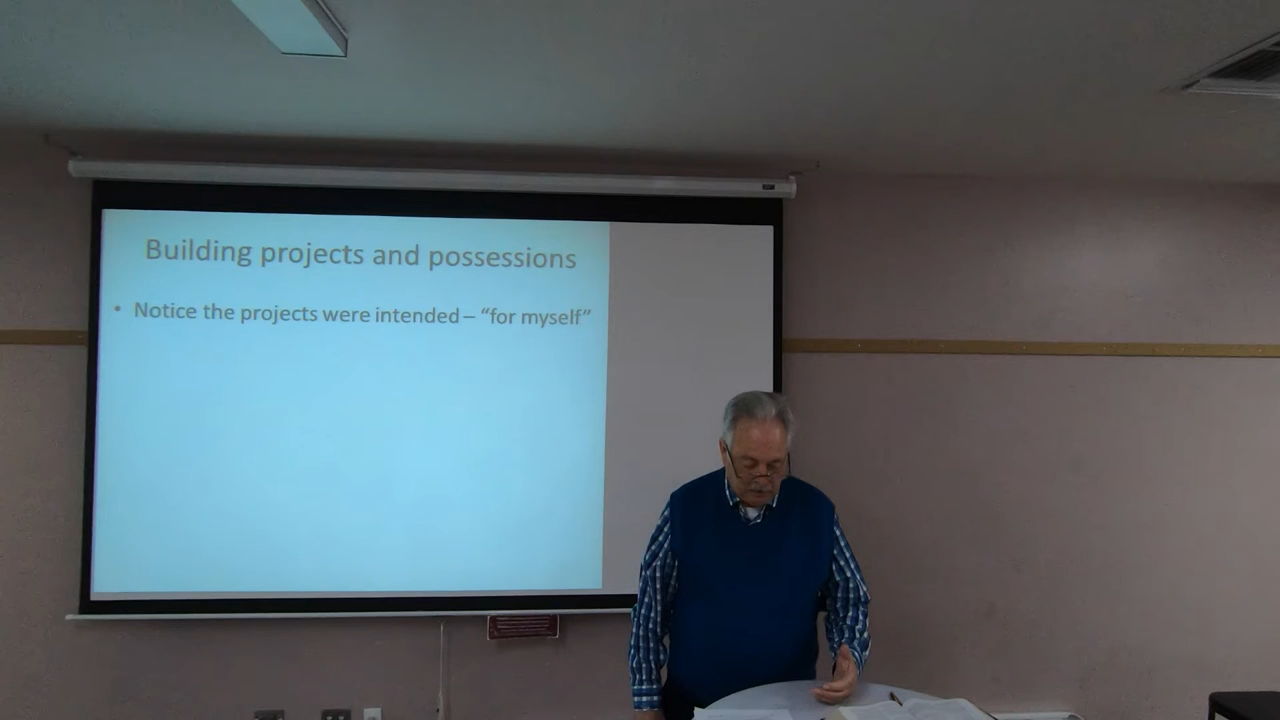 Building projects and possessions
• Notice the projects were intended – “for myself”